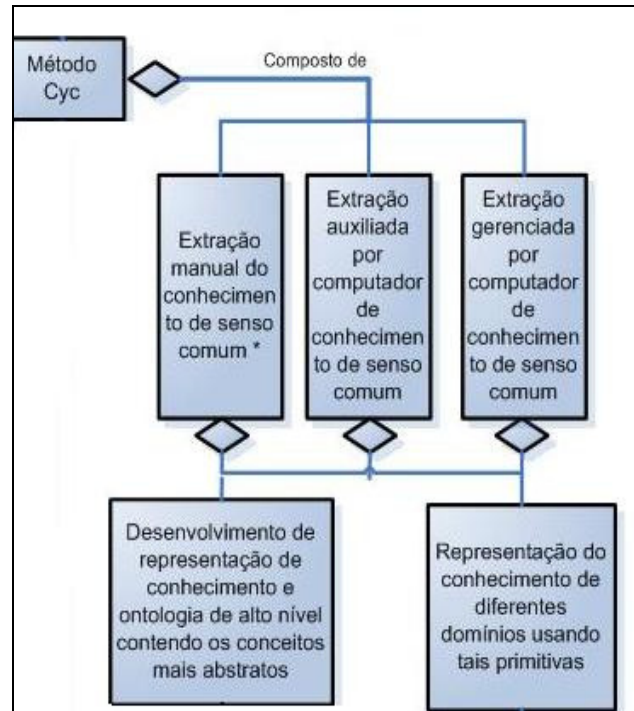 Método
Cyc
Composto de
Extração
manual do
conhecimen
to de senso
comum *
Extração
auxiliada
por
computador
de
conhecimen
to de senso
comum
Extração
gerenciada
por
computador
de
conhecimen
to de senso
comum
Desenvolvimento de
representação de
conhecimento e
ontologia de alto nível
contendo os conceitos
mais abstratos
Representação do
conhecimento de
diferentes
domínios usando
tais primitivas